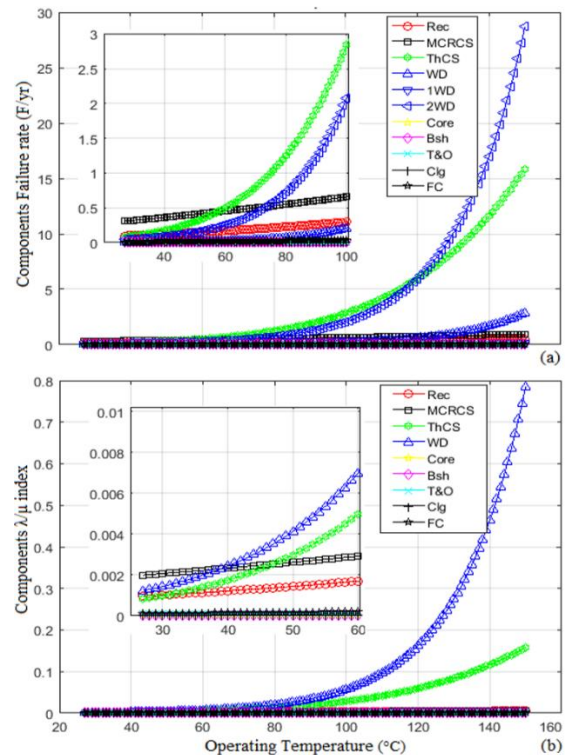 Components Failure rate (F/yr)
30
25
20
15
10
5
0
3
2.5
2
1.5
1
0.5
0
40
60
80
100
Rec
MCRCS
ThCS
WD
1WD
2WD
Core
Bsh
T&O
Clg
FC
(a)
Components λ/μ index
0.8
0.7
0.6
0.5
0.4
0.3
0.2
0.1
0
0.01
0.008
0.006
0.004
0.002
0
30
40
50
60
Rec
MCRCS
ThCS
WD
Core
Bsh
T&O
Clg
FC
20
40
60
80
100
120
140
160
(b)
Operating Temperature (°C)